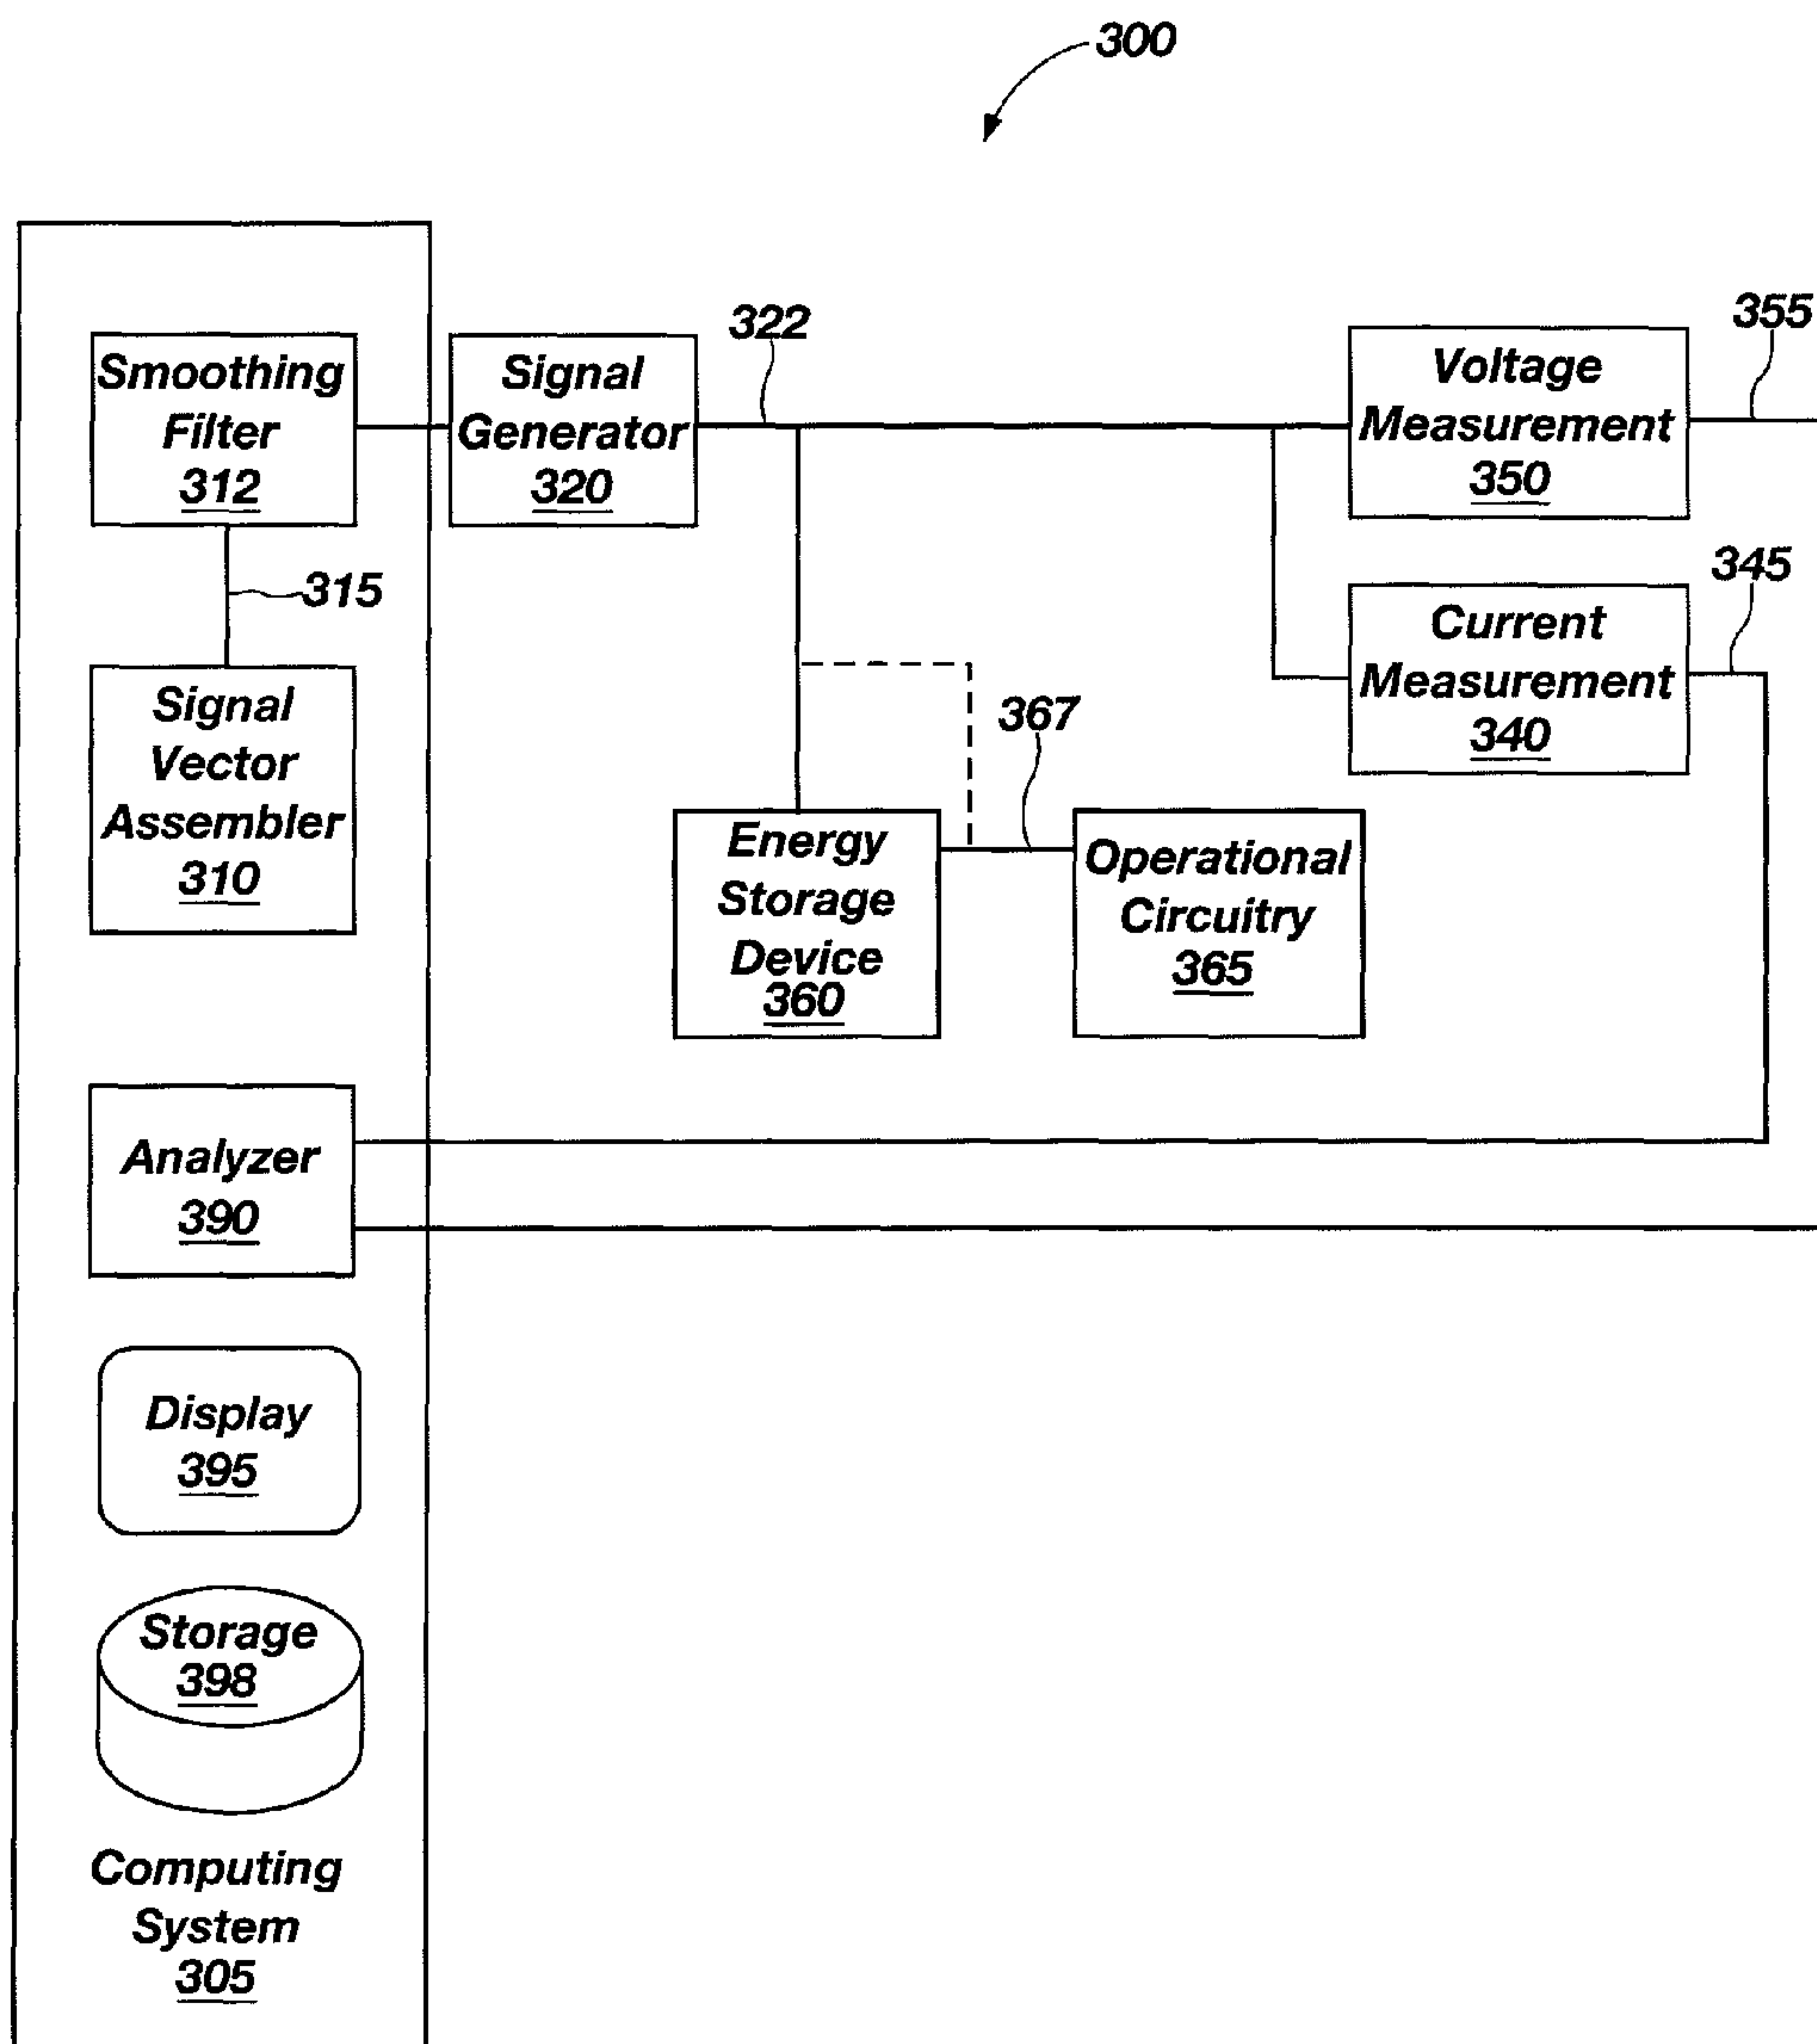 300
Smoothing
Filter
312
Signal
Generator
320
322
Voltage
Measurement
350
355
315
Signal
Vector
Assembler
310
Current
Measurement
340
345
367
Energy
Storage
Device
360
Operational
Circuitry
365
Analyzer
390
Display
395
Storage
398
Computing
System
305